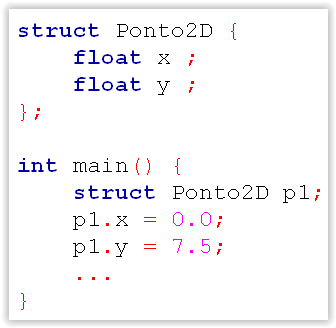 struct Ponto2D {
    float x ;
    float y ;
};

int main() {
    struct Ponto2D p1;
    p1.x = 0.0;
    p1.y = 7.5;
    ...
}